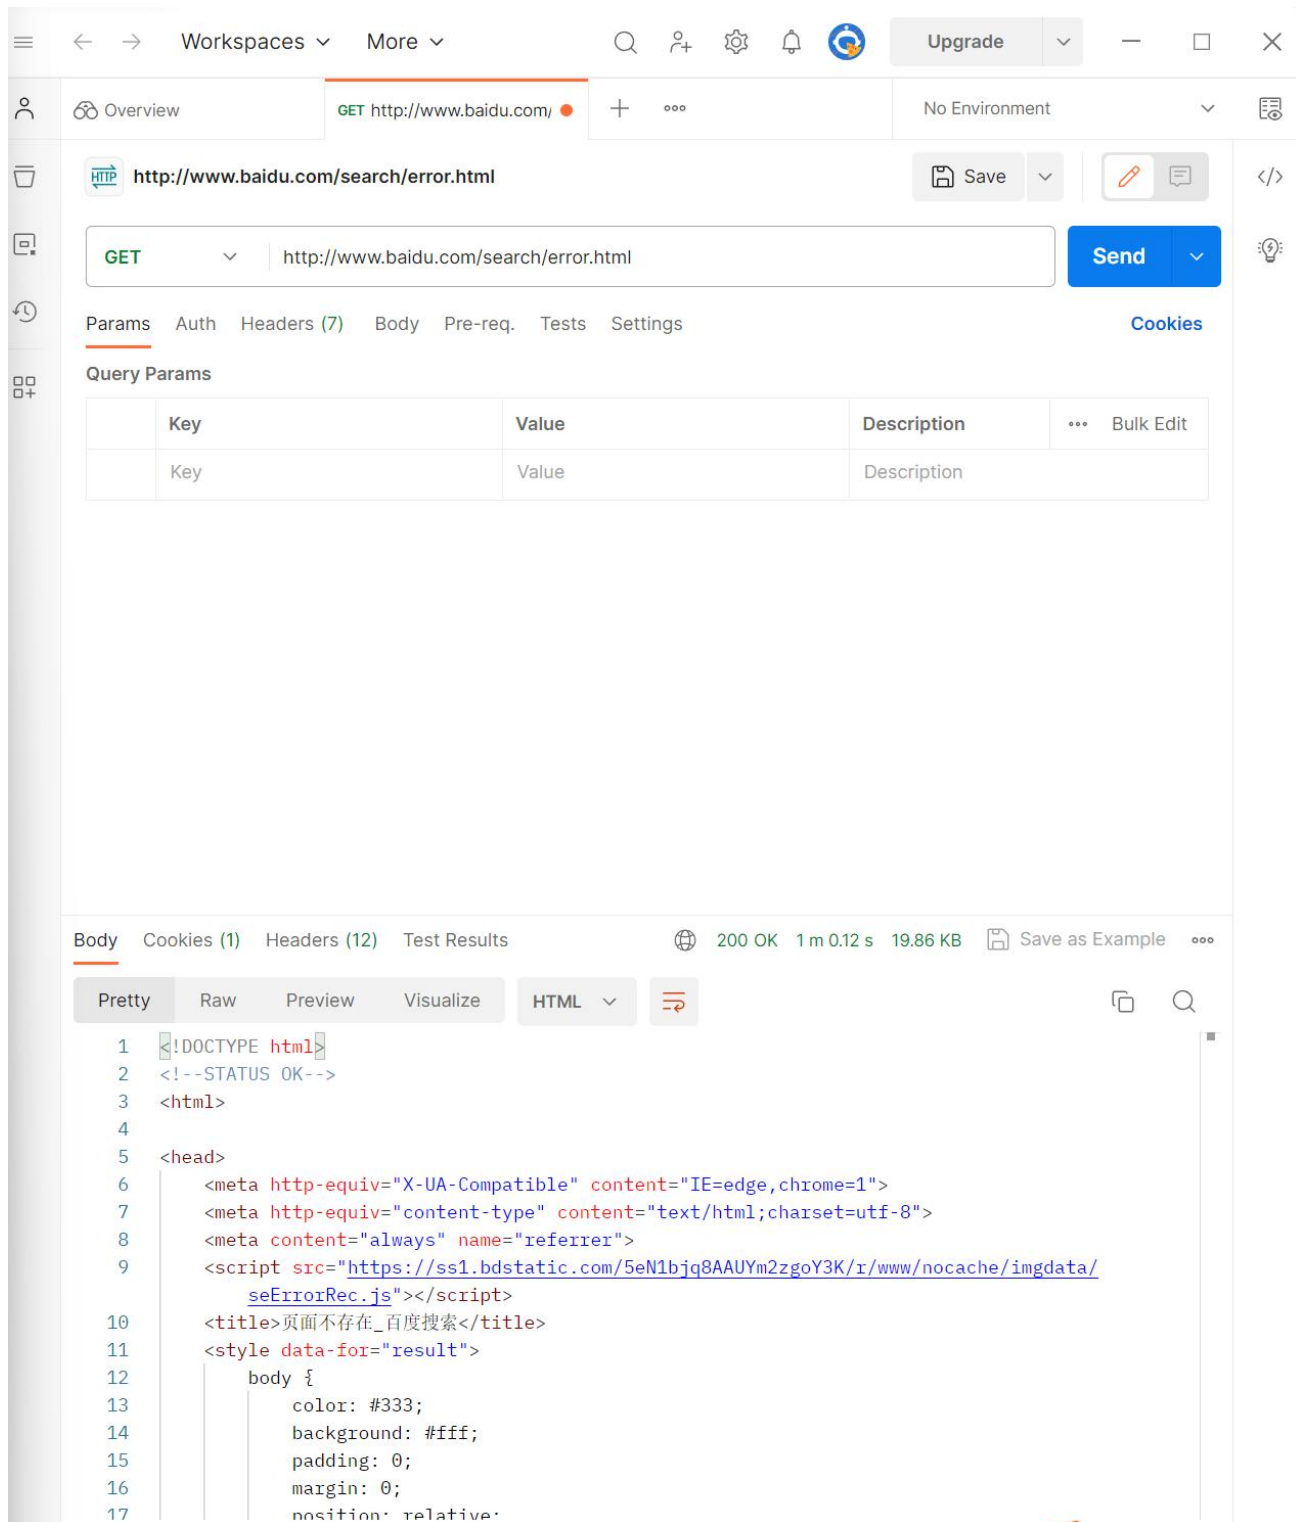 Workspaces More Upgrade
Overview GET http://www.baidu.com/ No Environment
HTTP http://www.baidu.com/search/error.html Save
GET http://www.baidu.com/search/error.html Send
Params Auth Headers (7) Body Pre-req. Tests Settings Cookies
Query Params
Key Value Description Bulk Edit
Key Value Description
Body Cookies (1) Headers (12) Test Results 200 OK 1 m 0.12 s 19.86 KB Save as Example
Pretty Raw Preview Visualize HTML
1 <!DOCTYPE html>
2 <!--STATUS OK-->
3 <html>
4
5 <head>
6 <meta http-equiv="X-UA-Compatible" content="IE=edge,chrome=1">
7 <meta http-equiv="content-type" content="text/html;charset=utf-8">
8 <meta content="always" name="referrer">
9 <script src="https://ss1.bdstatic.com/5eN1bjq8AAUYm2zgoY3K/r/www/nocache/imgdata/
seErrorRec.js"></script>
10 <title>页面不存在_百度搜索</title>
11 <style data-for="result">
12 body {
13 color: #333;
14 background: #fff;
15 padding: 0;
16 margin: 0;
17 position: relative;